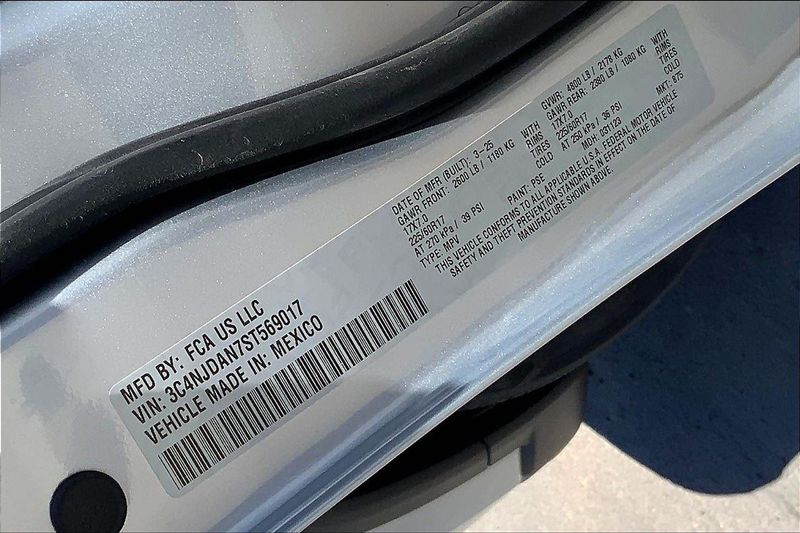 MFD BY: FCA US LLC
VIN: 3C4NJDAN7ST569017
VEHICLE MADE IN: MEXICO
DATE OF MFR (BUILT): 3-25 GVWR: 4800 LB / 2178 KG
GAWR FRONT: 2600 LB / 1180 KG WITH GAWR REAR: 2380 LB / 1080 KG WITH
17X7.0 RIMS 17X7.0 RIMS
225/60R17 TIRES 225/60R17 TIRES
AT 270 KPA / 39 PSI COLD AT 250 KPA / 36 PSI COLD
TYPE: MPV PAINT: PSE MDH: 031123 MKT: 875
THIS VEHICLE CONFORMS TO ALL APPLICABLE U.S.A. FEDERAL MOTOR VEHICLE
SAFETY AND THEFT PREVENTION STANDARDS IN EFFECT ON THE DATE OF
MANUFACTURE SHOWN ABOVE.